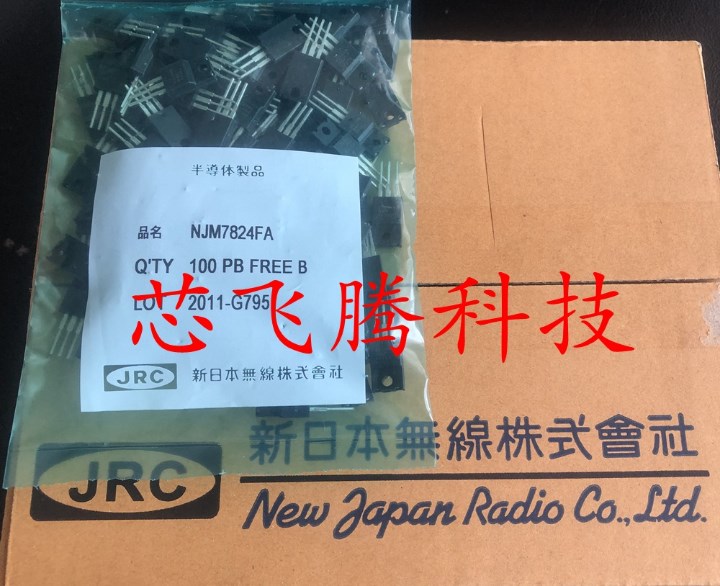 半導体製品
品名 NJM7824FA
Q'TY 100 PB FREE B
LO 2011-G795
芯飞腾科技
JRC 新日本無線株式會社
JRC 新日本無線株式會社
New Japan Radio Co., Ltd.